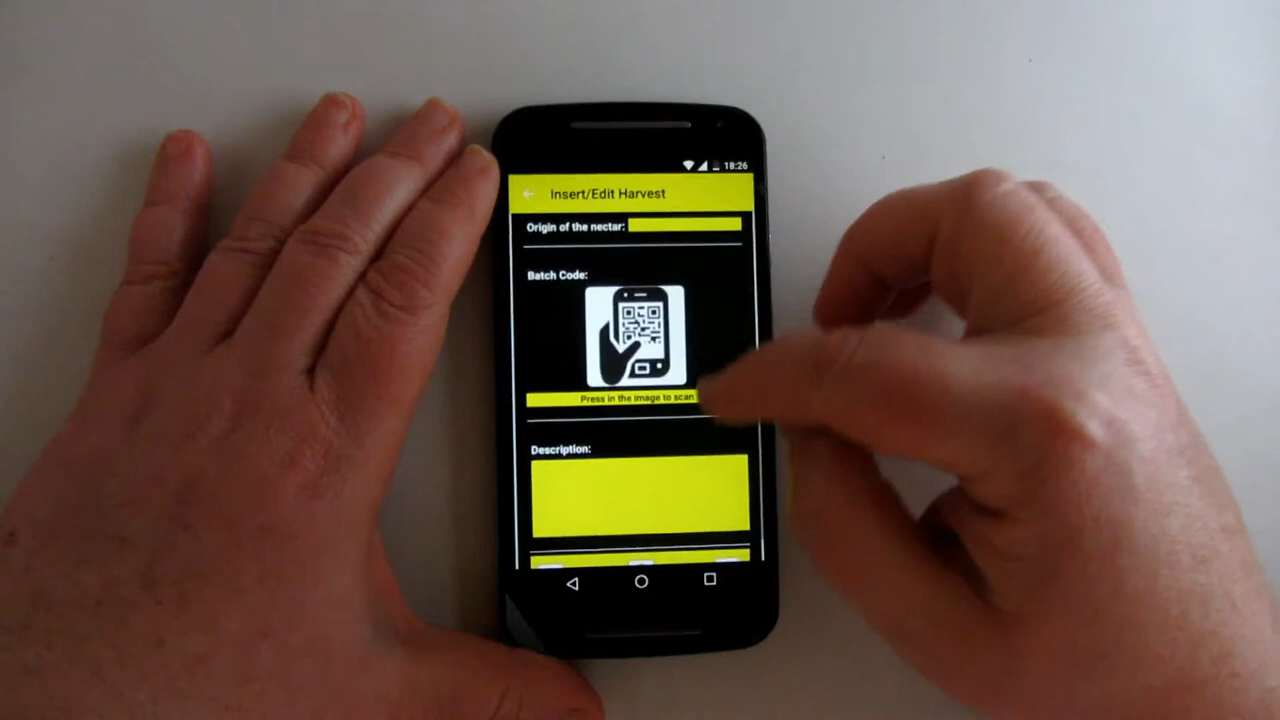 18:26
Insert/Edit Harvest
Origin of the nectar:
Batch Code:
Press in the image to scan
Description: